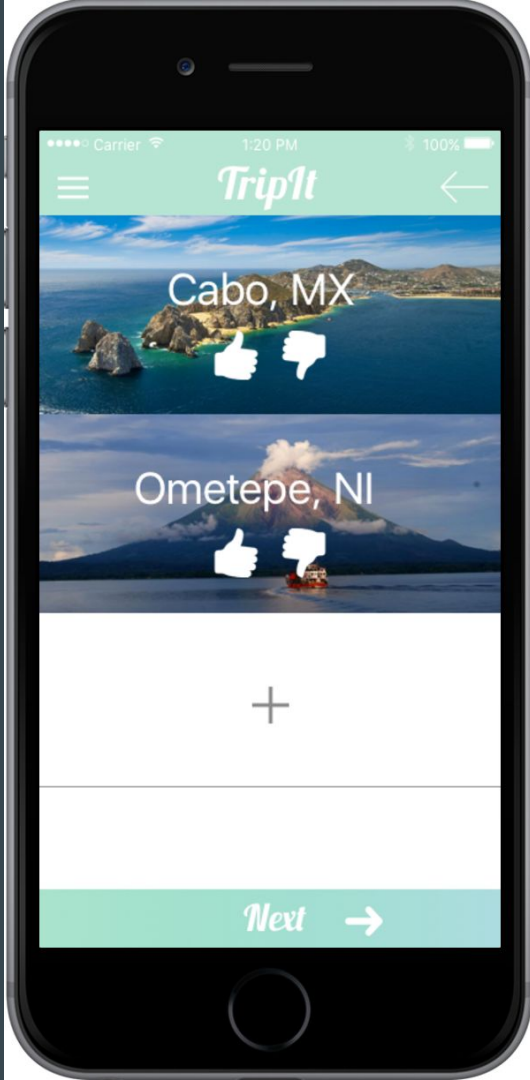 Carrier 1:20 PM 100%
TripIt
Cabo, MX
Ometepe, NI
Next